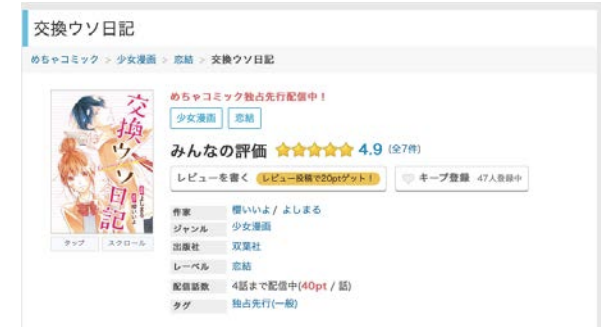 交換ウソ日記
めちゃコミック > 少女漫画 > 恋結 > 交換ウソ日記
交換ウソ日記
めちゃコミック独占先行配信中！
少女漫画 恋結
みんなの評価 4.9 (全7件)
レビューを書く レビュー投稿で20ptゲット！ キープ登録 47人登録中
作家 櫻いいよ / よしまる
ジャンル 少女漫画
出版社 双葉社
レーベル 恋結
配信話数 4話まで配信中(40pt / 話)
タグ 独占先行(一般)
タップ スクロール